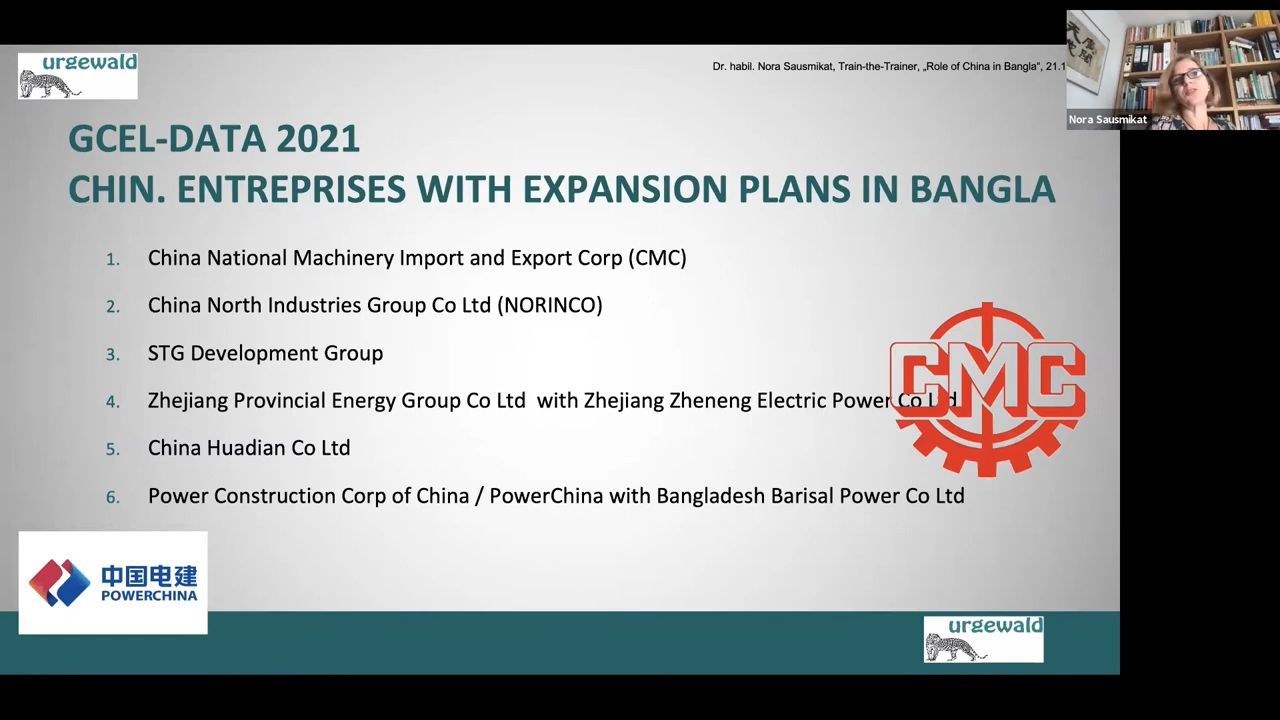 urgewald
Dr. habil. Nora Sausmikat, Train-the-Trainer, „Role of China in Bangla“, 21.1
Nora Sausmikat
GCEL-DATA 2021
CHIN. ENTREPRISES WITH EXPANSION PLANS IN BANGLA
1. China National Machinery Import and Export Corp (CMC)
2. China North Industries Group Co Ltd (NORINCO)
3. STG Development Group
4. Zhejiang Provincial Energy Group Co Ltd with Zhejiang Zheneng Electric Power Co Ltd
5. China Huadian Co Ltd
6. Power Construction Corp of China / PowerChina with Bangladesh Barisal Power Co Ltd
CMC
中国电建
POWERCHINA
urgewald